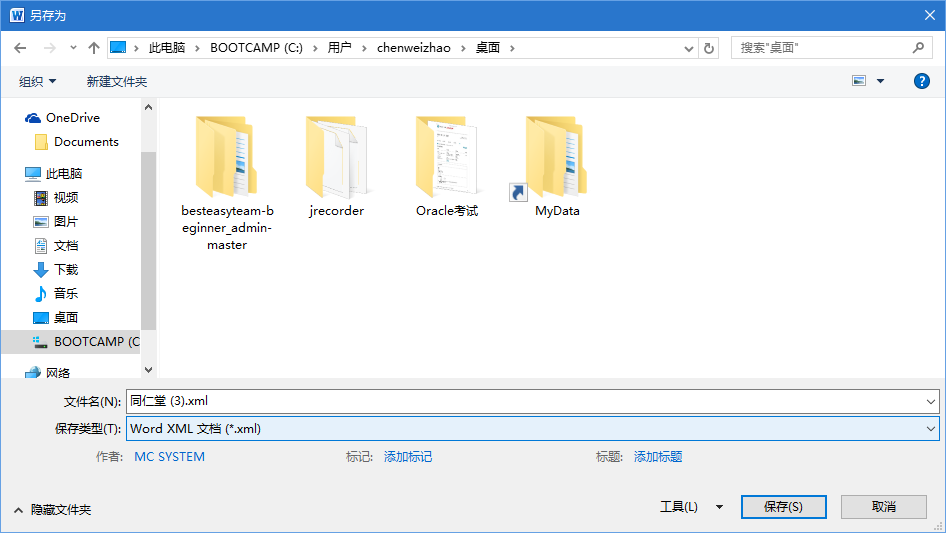 另存为
此电脑 › BOOTCAMP (C:) › 用户 › chenweizhao › 桌面 ›
搜索"桌面"
组织
新建文件夹
OneDrive
Documents
此电脑
视频
图片
文档
下载
音乐
桌面
BOOTCAMP (C
网络
besteasyteam-b
eginner_admin-
master
jrecorder
Oracle考试
MyData
文件名(N):
同仁堂 (3).xml
保存类型(T):
Word XML 文档 (*.xml)
作者:
MC SYSTEM
标记:
添加标记
标题:
添加标题
隐藏文件夹
工具(L)
保存(S)
取消